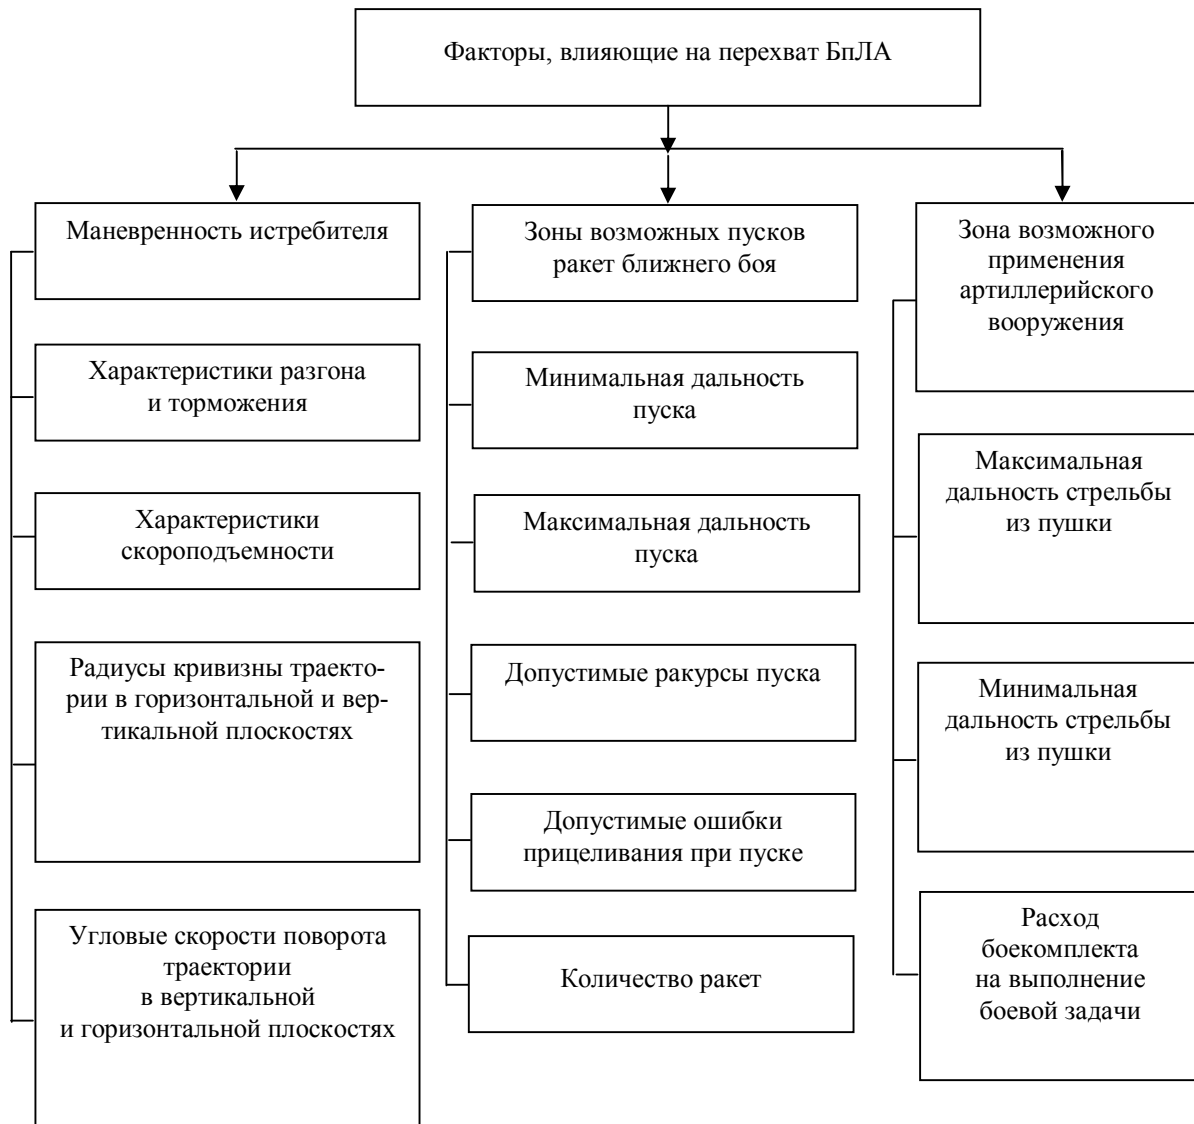 Факторы, влияющие на перехват БпЛА
Маневренность истребителя
Характеристики разгона
и торможения
Характеристики
скороподъемности
Радиусы кривизны траекто-
рии в горизонтальной и вер-
тикальной плоскостях
Угловые скорости поворота
траектории
в вертикальной
и горизонтальной плоскостях
Зоны возможных пусков
ракет ближнего боя
Минимальная дальность
пуска
Максимальная дальность
пуска
Допустимые ракурсы пуска
Допустимые ошибки
прицеливания при пуске
Количество ракет
Зона возможного
применения
артиллерийского
вооружения
Максимальная
дальность стрельбы
из пушки
Минимальная
дальность стрельбы
из пушки
Расход
боекомплекта
на выполнение
боевой задачи